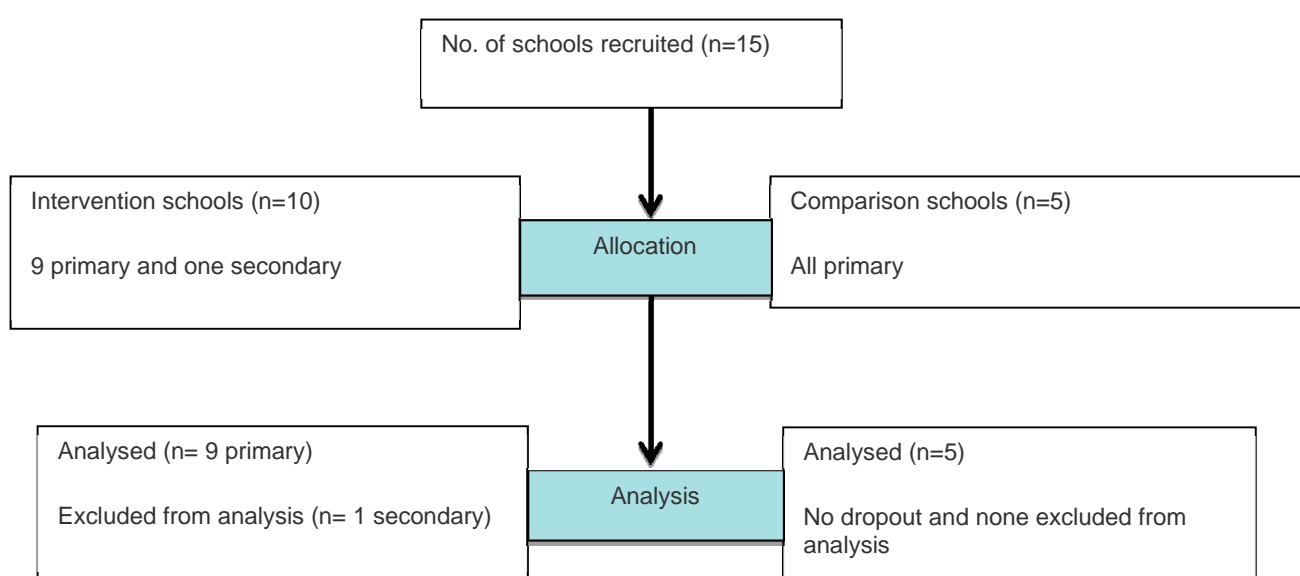 No. of schools recruited (n=15)
Intervention schools (n=10)
9 primary and one secondary
Allocation
Comparison schools (n=5)
All primary
Analysed (n= 9 primary)
Excluded from analysis (n= 1 secondary)
Analysis
Analysed (n=5)
No dropout and none excluded from
analysis